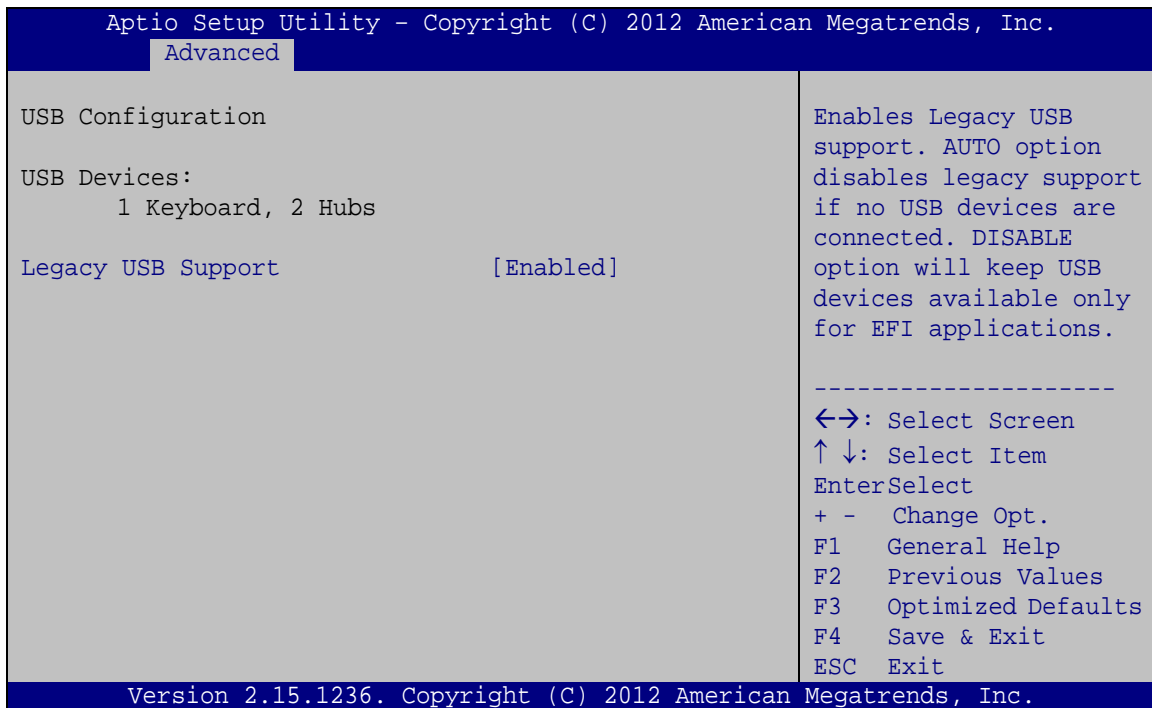 Aptio Setup Utility – Copyright (C) 2012 American Megatrends, Inc.
Advanced
USB Configuration
USB Devices:
1 Keyboard, 2 Hubs
Legacy USB Support [Enabled]
Enables Legacy USB
support. AUTO option
disables legacy support
if no USB devices are
connected. DISABLE
option will keep USB
devices available only
for EFI applications.
---------------------
←→: Select Screen
↑ ↓: Select Item
EnterSelect
+ - Change Opt.
F1 General Help
F2 Previous Values
F3 Optimized Defaults
F4 Save & Exit
ESC Exit
Version 2.15.1236. Copyright (C) 2012 American Megatrends, Inc.